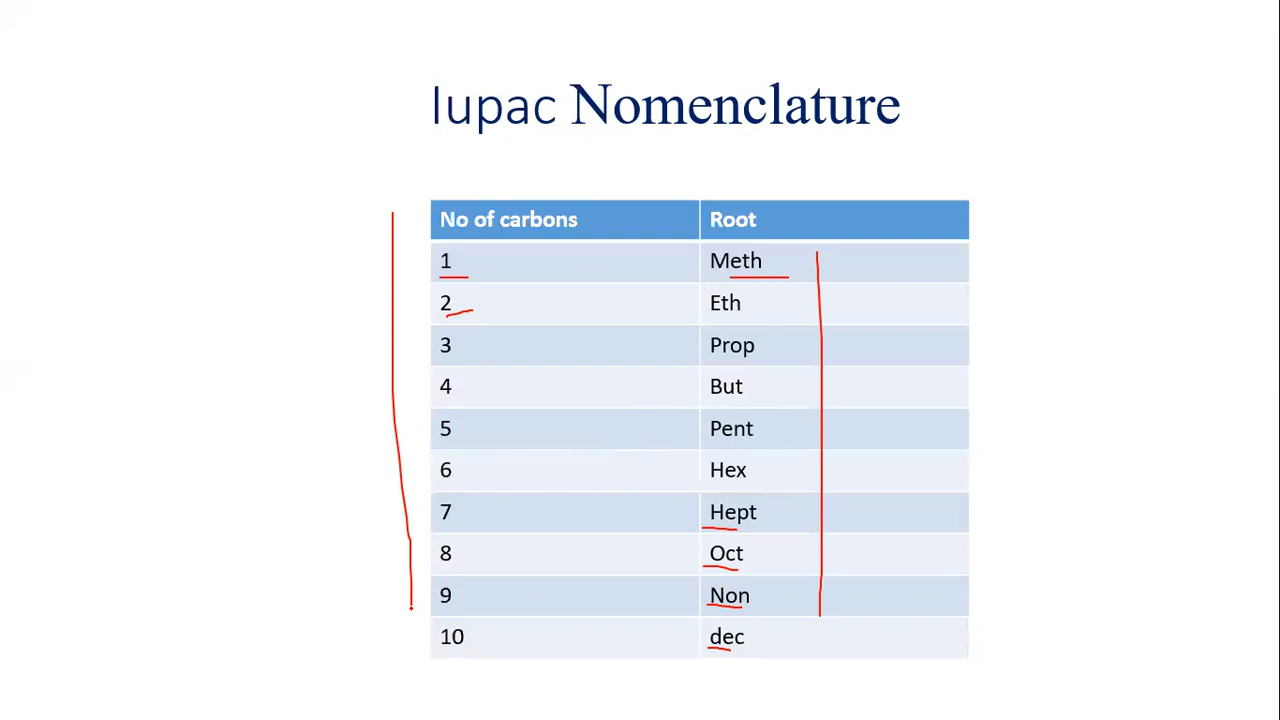 Iupac Nomenclature
No of carbons Root
1 Meth
2 Eth
3 Prop
4 But
5 Pent
6 Hex
7 Hept
8 Oct
9 Non
10 dec